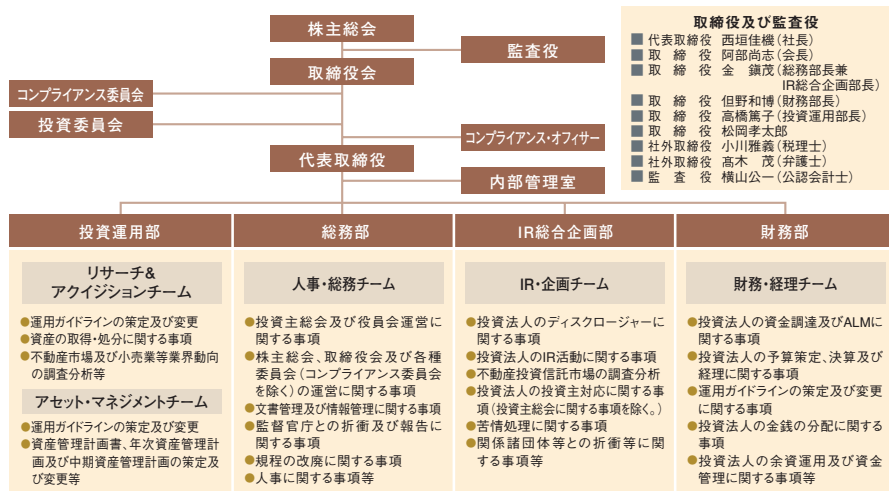 株主総会
監査役
取締役会
コンプライアンス委員会
投資委員会
コンプライアンス・オフィサー
代表取締役
内部管理室
取締役及び監査役
代表取締役 西垣佳機（社長）
取締役 阿部尚志（会長）
取締役 金 鎭茂（総務部長兼
IR総合企画部長）
取締役 但野和博（財務部長）
取締役 高橋篤子（投資運用部長）
取締役 松岡孝太郎
社外取締役 小川雅義（税理士）
社外取締役 髙木 茂（弁護士）
監査役 横山公一（公認会計士）
投資運用部
リサーチ&
アクイジションチーム
●運用ガイドラインの策定及び変更
●資産の取得・処分に関する事項
●不動産市場及び小売業等業界動向
の調査分析等
アセット・マネジメントチーム
●運用ガイドラインの策定及び変更
●資産管理計画書、年次資産管理計
画及び中期資産管理計画の策定及
び変更等
総務部
人事・総務チーム
●投資主総会及び役員会運営に
関する事項
●株主総会、取締役会及び各種
委員会（コンプライアンス委員会
を除く）の運営に関する事項
●文書管理及び情報管理に関する事項
●監督官庁との折衝及び報告に
関する事項
●規程の改廃に関する事項
●人事に関する事項等
IR総合企画部
IR・企画チーム
●投資法人のディスクロージャーに
関する事項
●投資法人のIR活動に関する事項
●不動産投資信託市場の調査分析
●投資法人の投資主対応に関する事
項（投資主総会に関する事項を除く。）
●苦情処理に関する事項
●関係諸団体等との折衝等に関
する事項等
財務部
財務・経理チーム
●投資法人の資金調達及びALMに
関する事項
●投資法人の予算策定、決算及び
経理に関する事項
●運用ガイドラインの策定及び変更
に関する事項
●投資法人の金銭の分配に関する
事項
●投資法人の余資運用及び資金
管理に関する事項等